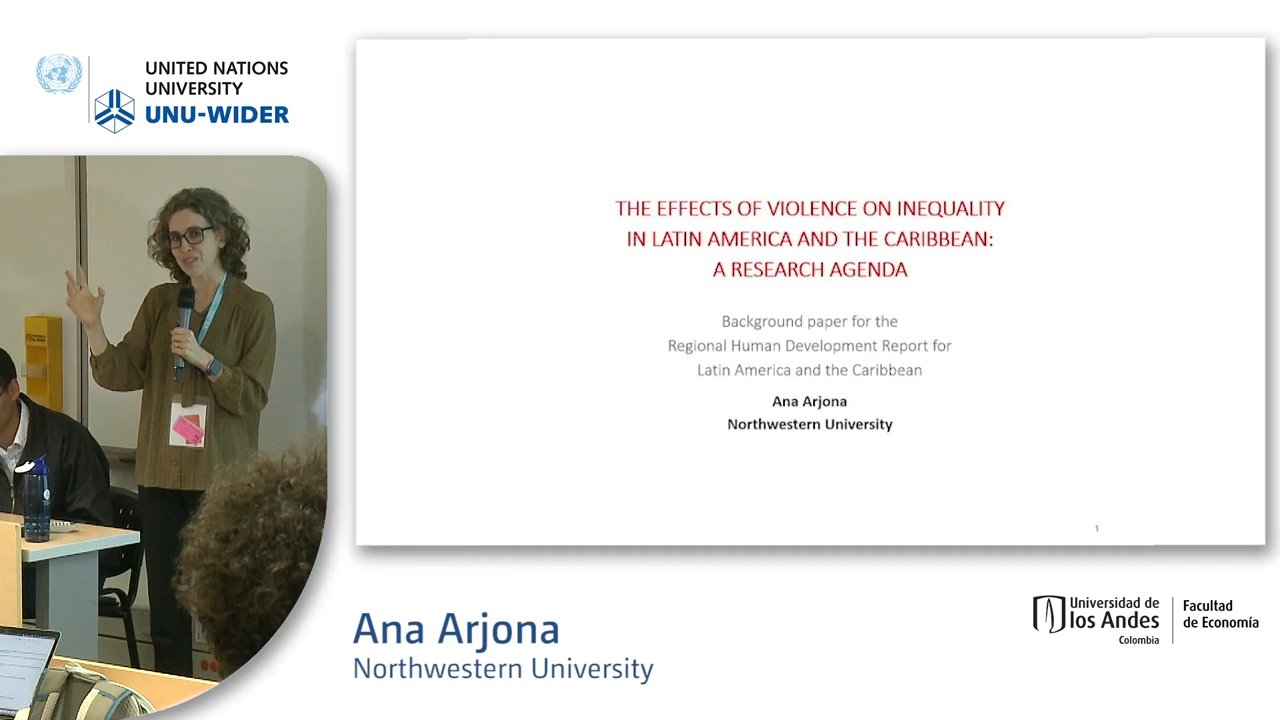 UNITED NATIONS
UNIVERSITY
UNU-WIDER
THE EFFECTS OF VIOLENCE ON INEQUALITY
IN LATIN AMERICA AND THE CARIBBEAN:
A RESEARCH AGENDA
Background paper for the
Regional Human Development Report for
Latin America and the Caribbean
Ana Arjona
Northwestern University
1
Ana Arjona
Northwestern University
Universidad de
los Andes
Colombia
Facultad
de Economía